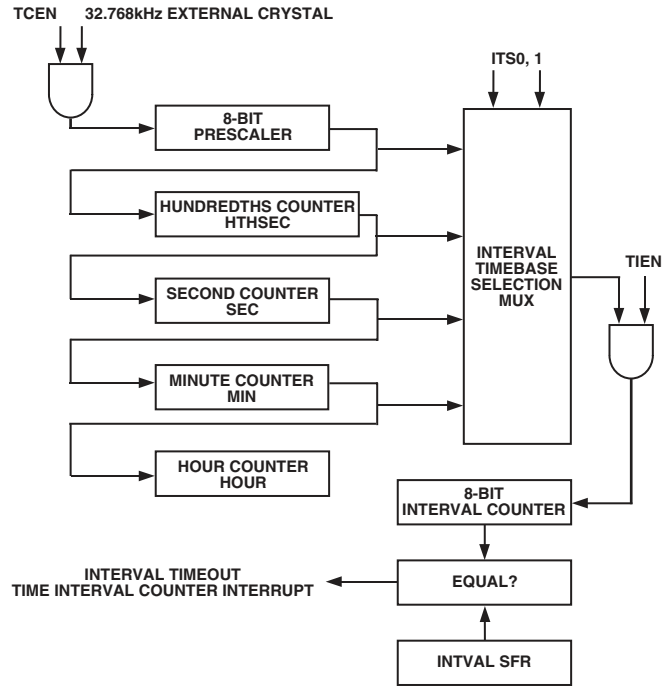 TCEN 32.768kHz EXTERNAL CRYSTAL
ITS0, 1
8-BIT
PRESCALER
HUNDREDTHS COUNTER
HTHSEC
INTERVAL
TIMEBASE
SELECTION
MUX
TIEN
SECOND COUNTER
SEC
MINUTE COUNTER
MIN
HOUR COUNTER
HOUR
8-BIT
INTERVAL COUNTER
INTERVAL TIMEOUT
TIME INTERVAL COUNTER INTERRUPT
EQUAL?
INTVAL SFR